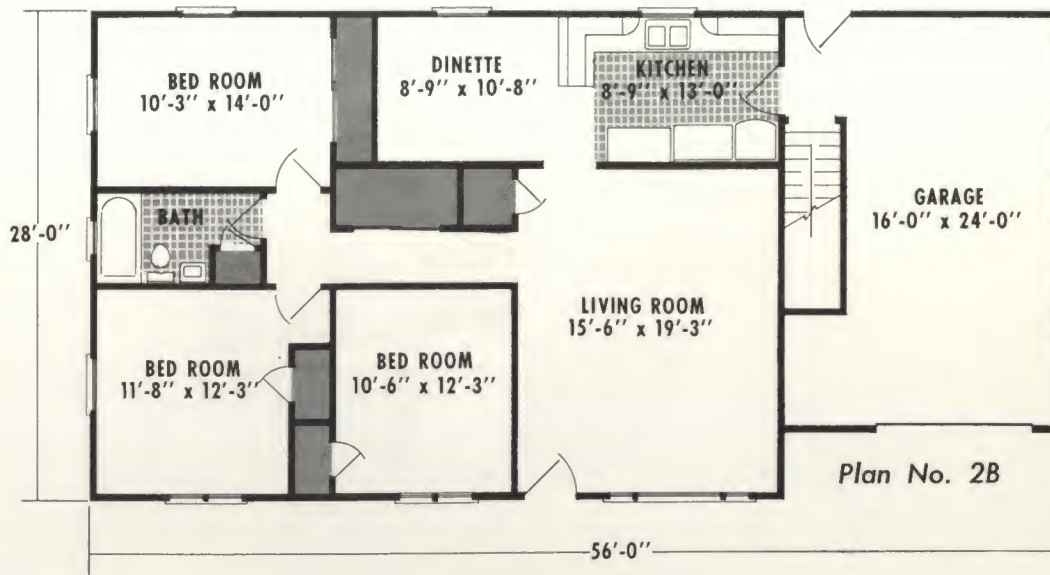 BED ROOM
10'-3'' x 14'-0''
DINETTE
8'-9'' x 10'-8''
KITCHEN
8'-9'' x 13'-0''
BATH
28'-0''
GARAGE
16'-0'' x 24'-0''
LIVING ROOM
15'-6'' x 19'-3''
BED ROOM
11'-8'' x 12'-3''
BED ROOM
10'-6'' x 12'-3''
Plan No. 2B
56'-0''